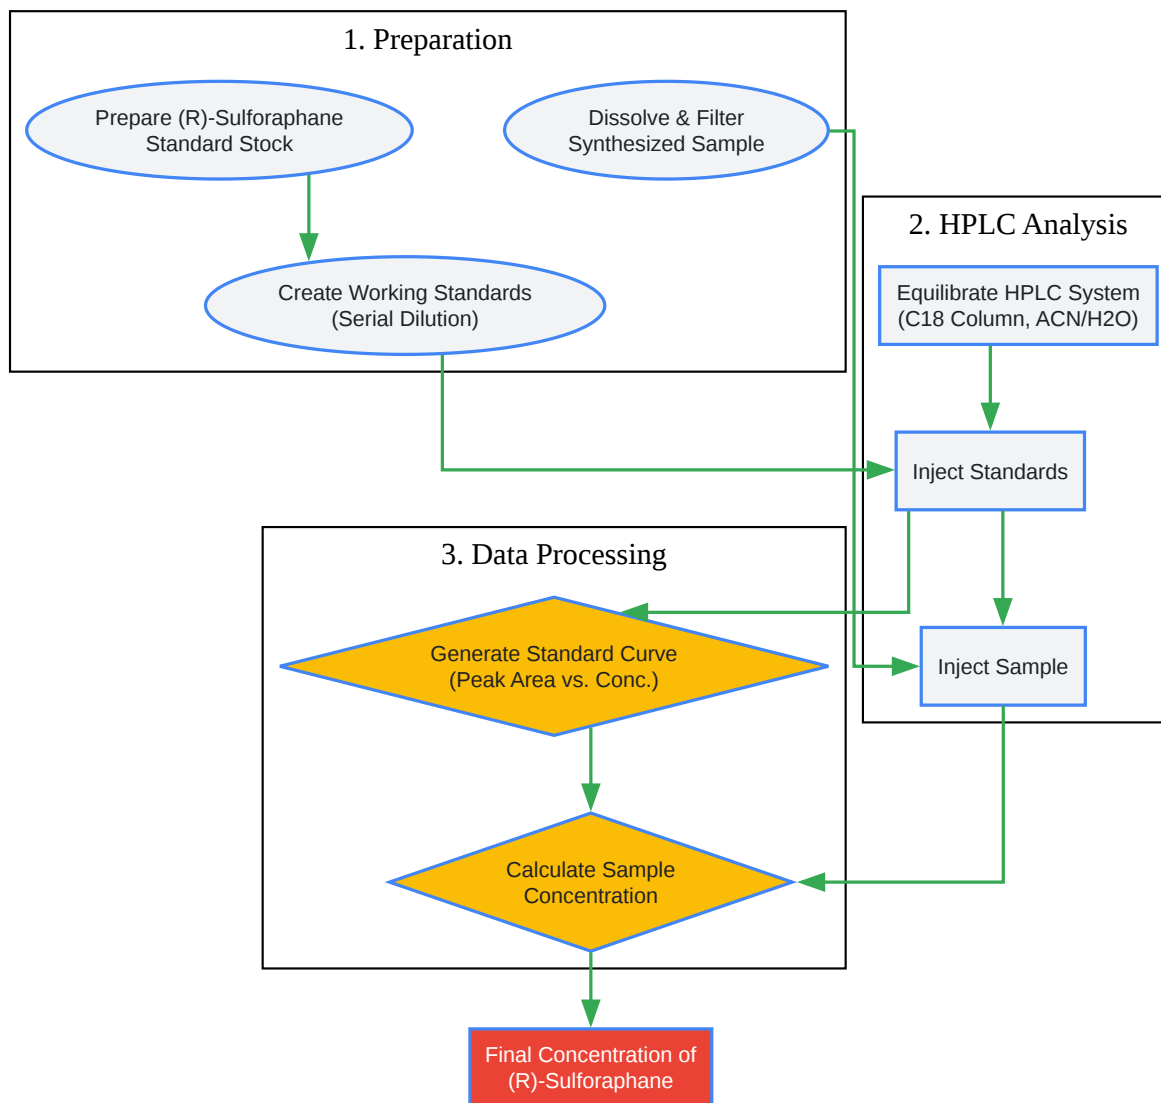 1. Preparation
Prepare (R)-Sulforaphane
Standard Stock
Dissolve & Filter
Synthesized Sample
Create Working Standards
(Serial Dilution)
2. HPLC Analysis
Equilibrate HPLC System
(C18 Column, ACN/H2O)
Inject Standards
Inject Sample
3. Data Processing
Generate Standard Curve
(Peak Area vs. Conc.)
Calculate Sample
Concentration
Final Concentration of
(R)-Sulforaphane